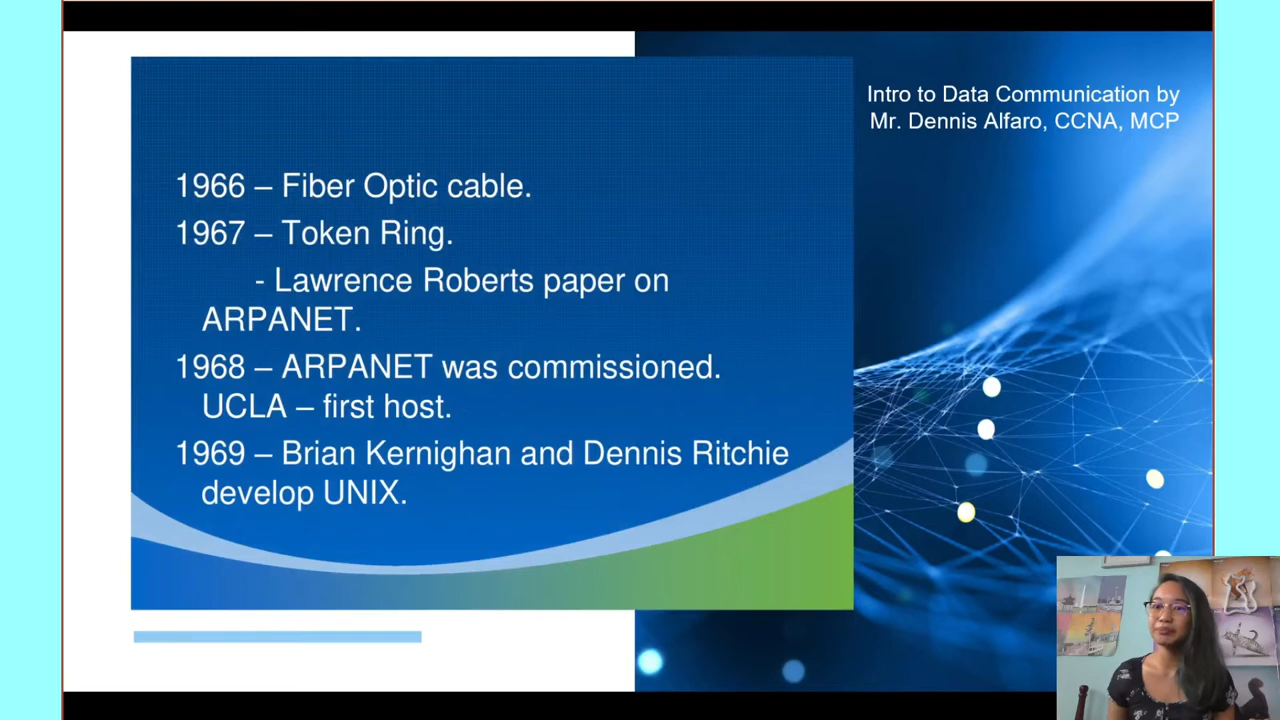 Intro to Data Communication by
Mr. Dennis Alfaro, CCNA, MCP
1966 – Fiber Optic cable.
1967 – Token Ring.
- Lawrence Roberts paper on
ARPANET.
1968 – ARPANET was commissioned.
UCLA – first host.
1969 – Brian Kernighan and Dennis Ritchie
develop UNIX.